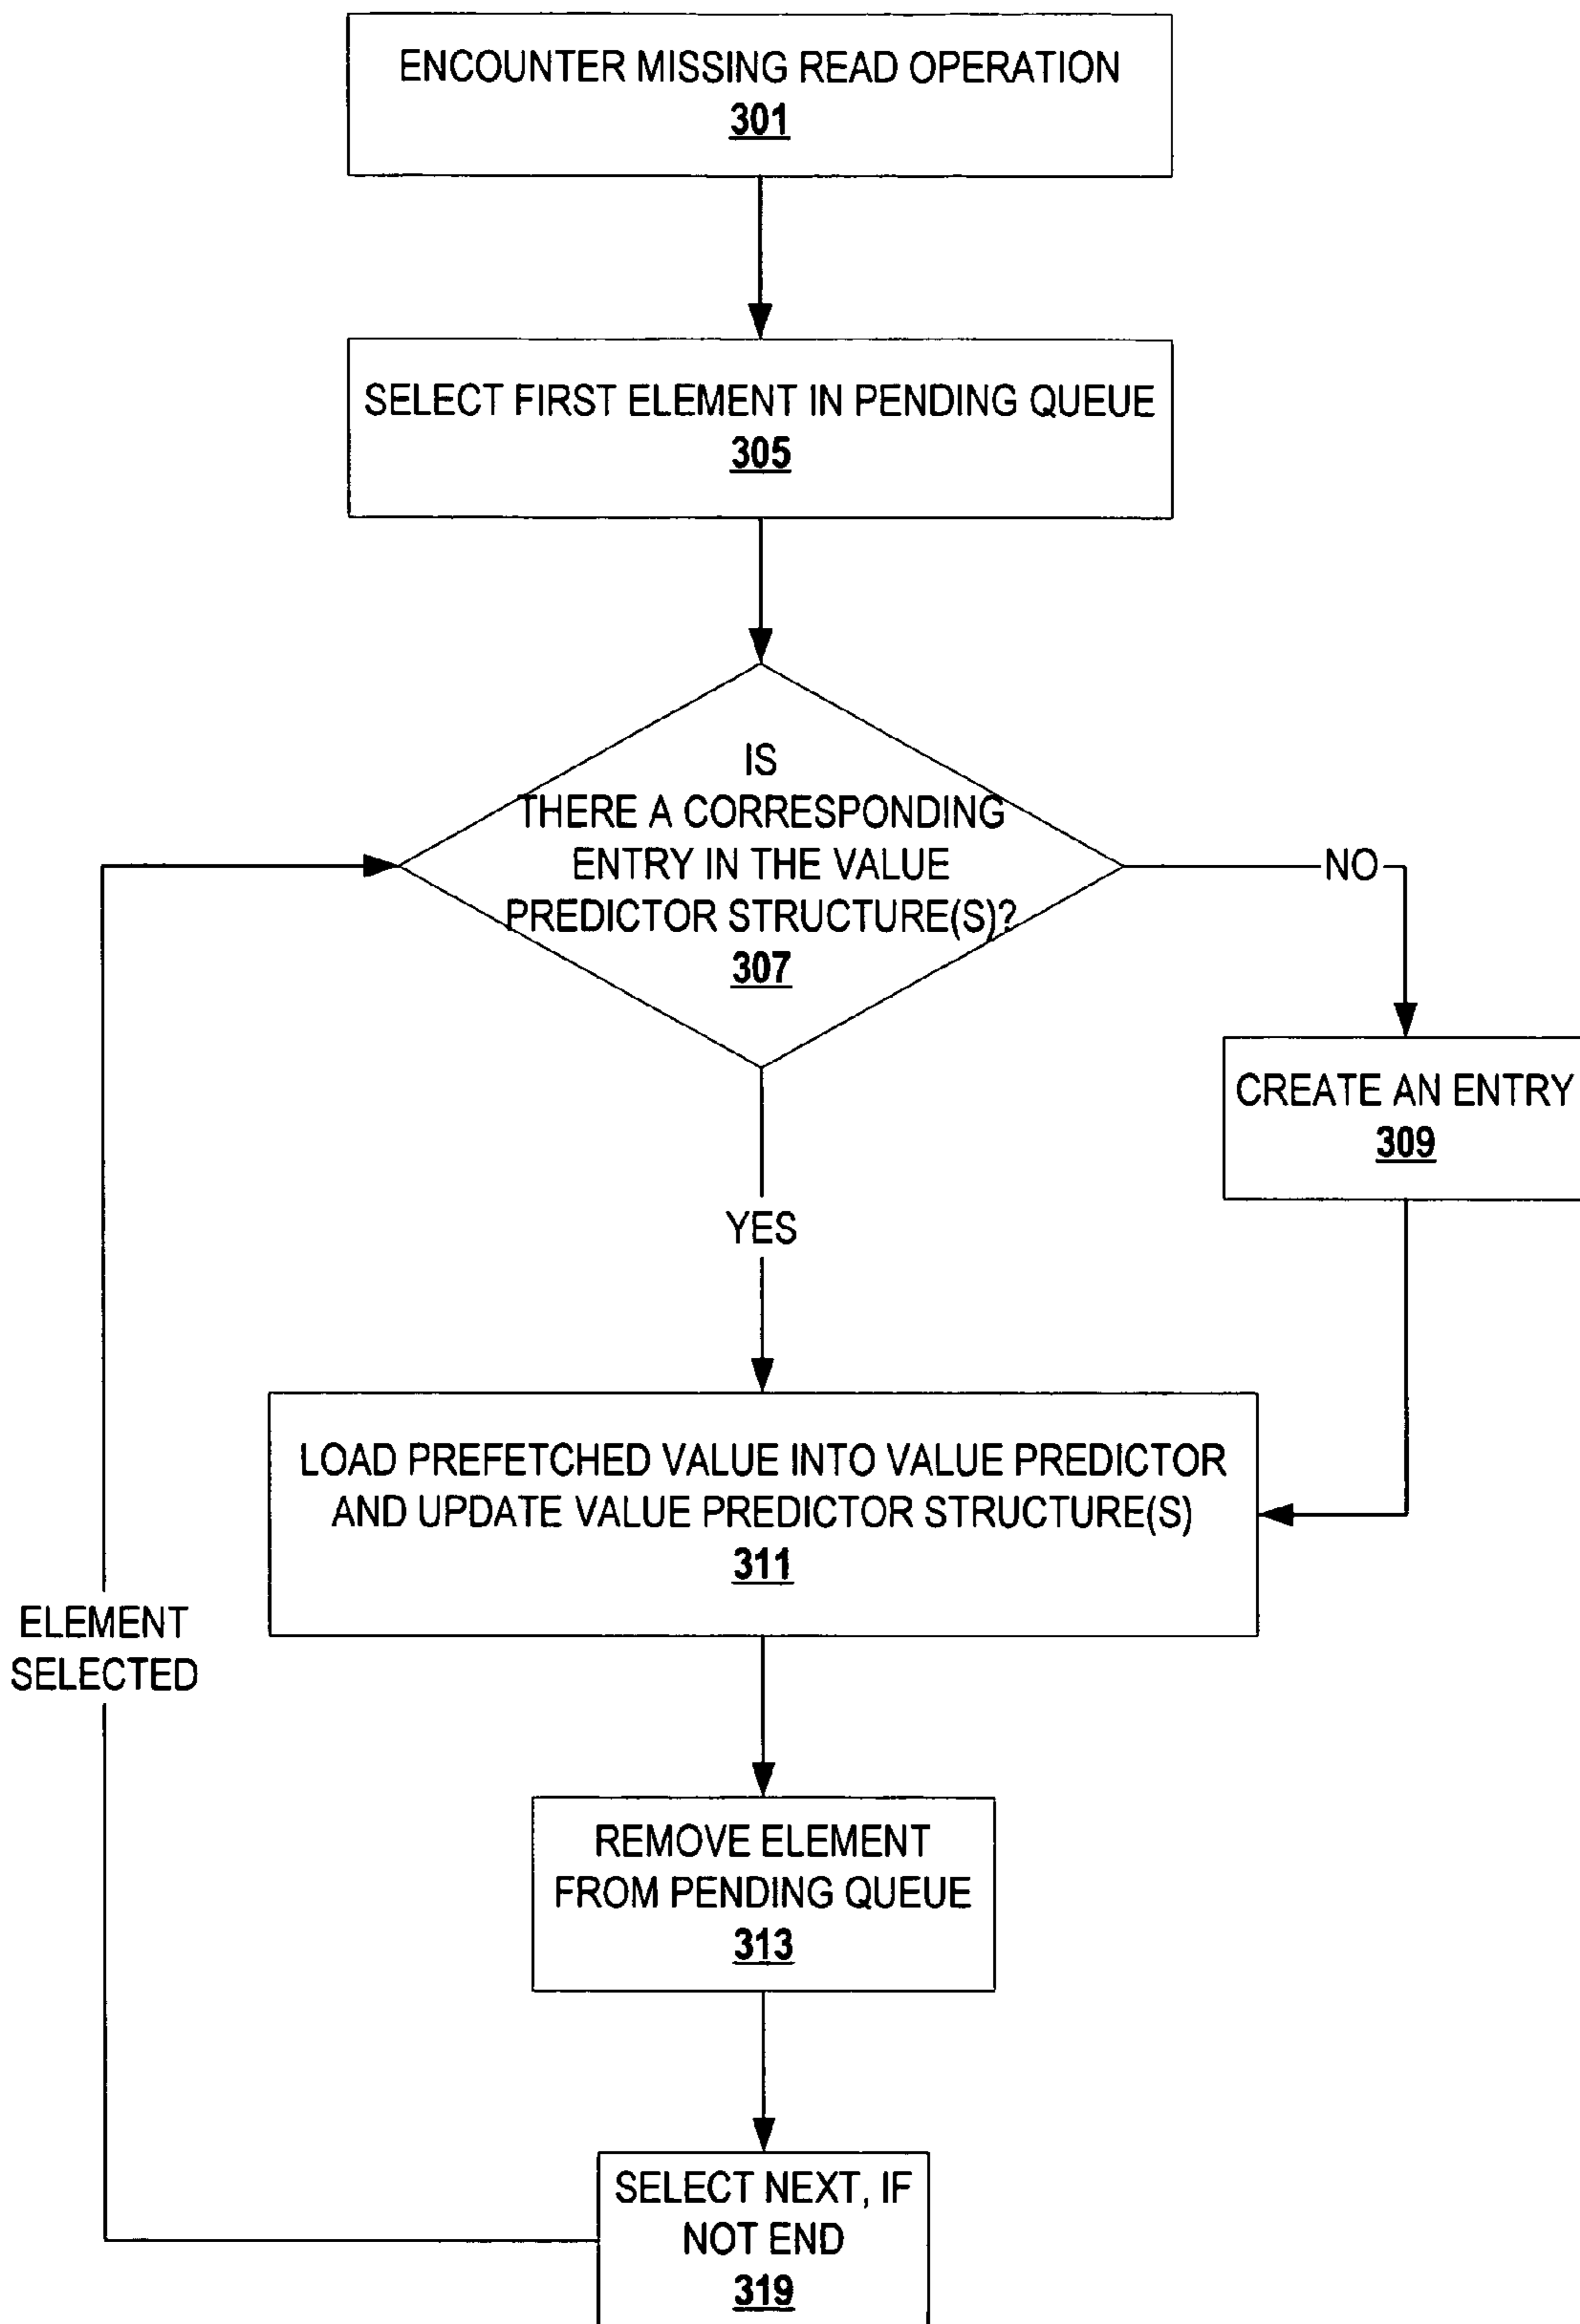 ENCOUNTER MISSING READ OPERATION
301
SELECT FIRST ELEMENT IN PENDING QUEUE
305
IS
THERE A CORRESPONDING
ENTRY IN THE VALUE
PREDICTOR STRUCTURE(S)?
307
NO
CREATE AN ENTRY
309
YES
LOAD PREFETCHED VALUE INTO VALUE PREDICTOR
AND UPDATE VALUE PREDICTOR STRUCTURE(S)
311
ELEMENT
SELECTED
REMOVE ELEMENT
FROM PENDING QUEUE
313
SELECT NEXT, IF
NOT END
319